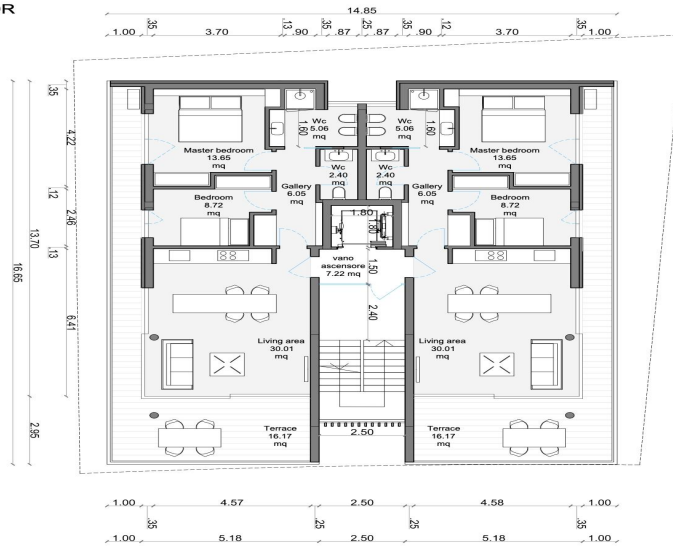 OR
14.85
1.00 .35 3.70 .13 .90 .35 .87 .25 .87 .35 .90 .12 3.70 .35 1.00
.35
4.22
.12
2.46
.13
6.41
2.95
13.70
16.65
Wc
5.06
mq
1.60
Wc
5.06
mq
1.60
Master bedroom
13.65
mq
Master bedroom
13.65
mq
Wc
2.40
mq
Wc
2.40
mq
Gallery
6.05
mq
Gallery
6.05
mq
Bedroom
8.72
mq
Bedroom
8.72
mq
1.80
1.80
vano
ascensore
7.22 mq
1.50
2.40
Living area
30.01
mq
Living area
30.01
mq
Terrace
16.17
mq
Terrace
16.17
mq
2.50
1.00 .35 4.57 .25 2.50 .25 4.58 .35 1.00
1.00 5.18 2.50 5.18 1.00